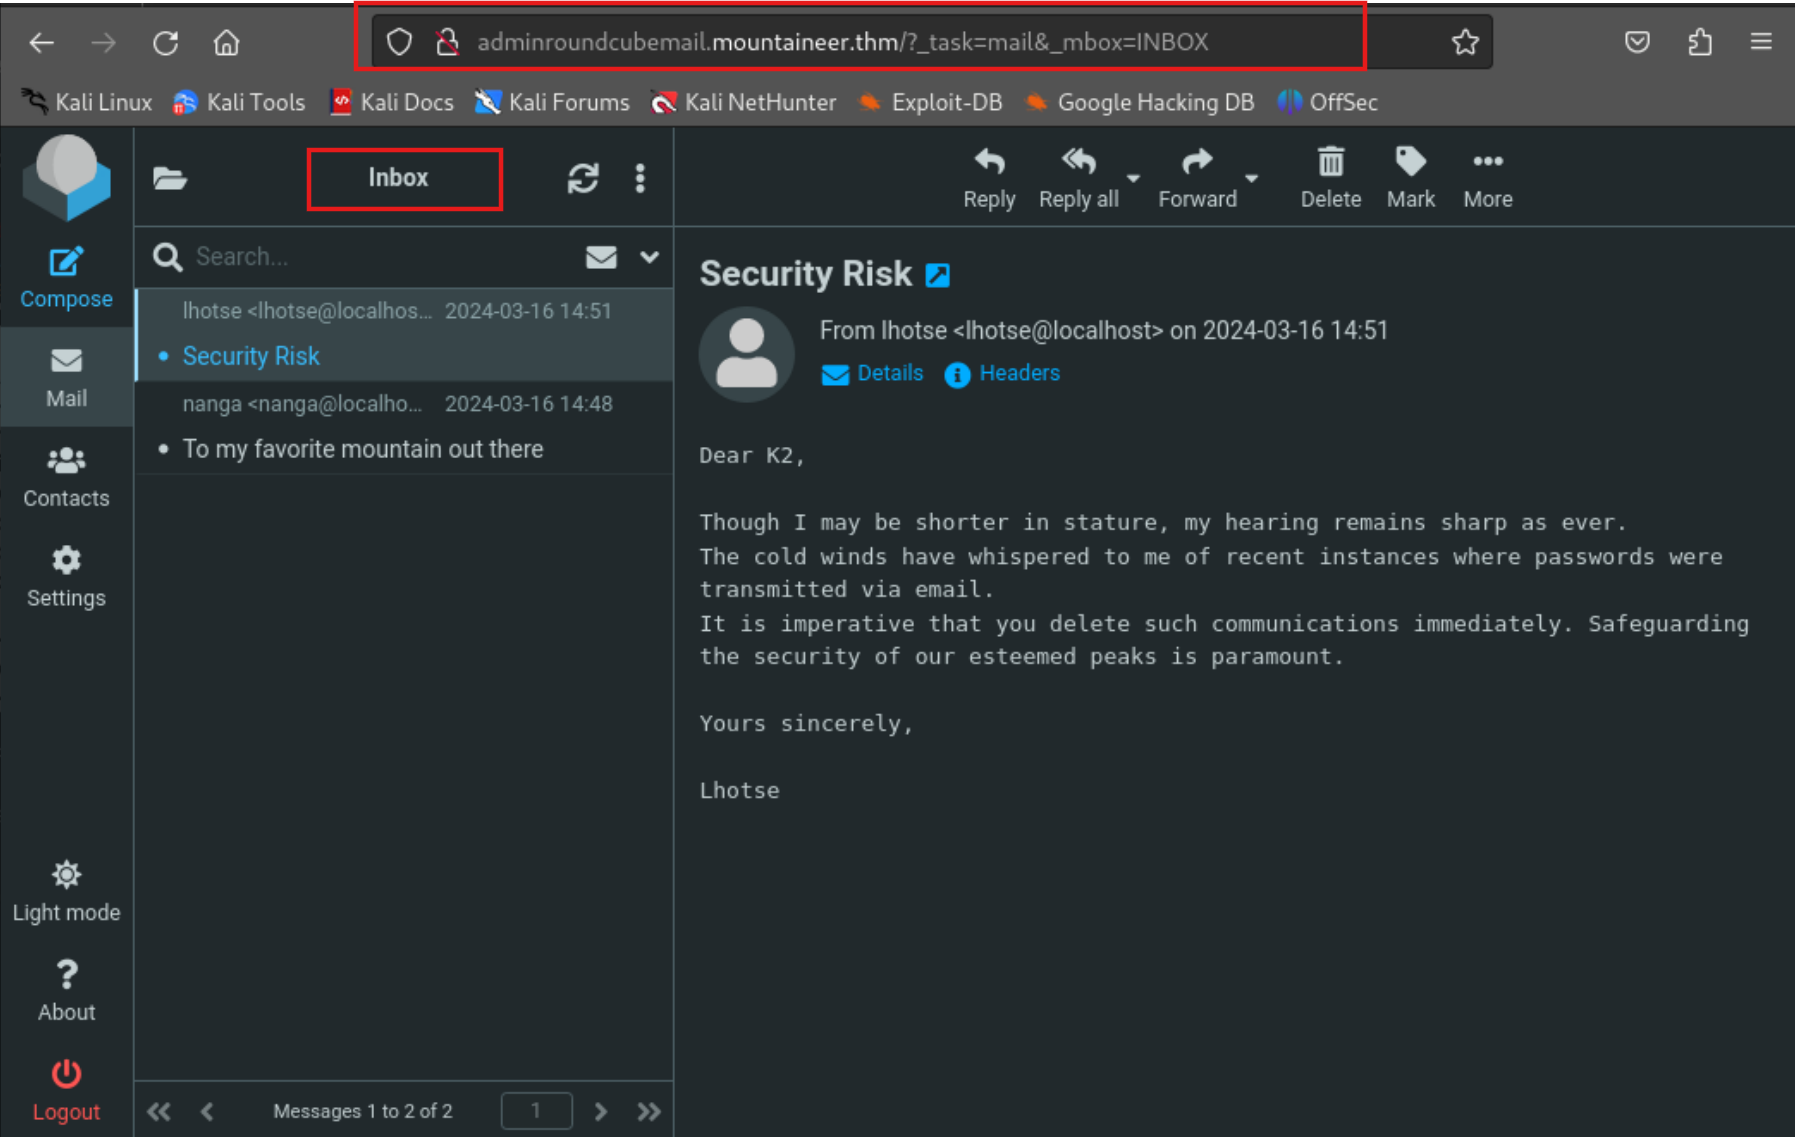 adminroundcubemail.mountaineer.thm/?_task=mail&_mbox=INBOX
Kali Linux Kali Tools Kali Docs Kali Forums Kali NetHunter Exploit-DB Google Hacking DB OffSec
Compose
Mail
Contacts
Settings
Light mode
About
Logout
Inbox
Search...
lhotse <lhotse@localhos... 2024-03-16 14:51
Security Risk
nanga <nanga@localho... 2024-03-16 14:48
To my favorite mountain out there
Messages 1 to 2 of 2 1
Reply Reply all Forward Delete Mark More
Security Risk
From lhotse <lhotse@localhost> on 2024-03-16 14:51
Details Headers
Dear K2,
Though I may be shorter in stature, my hearing remains sharp as ever.
The cold winds have whispered to me of recent instances where passwords were
transmitted via email.
It is imperative that you delete such communications immediately. Safeguarding
the security of our esteemed peaks is paramount.
Yours sincerely,
Lhotse